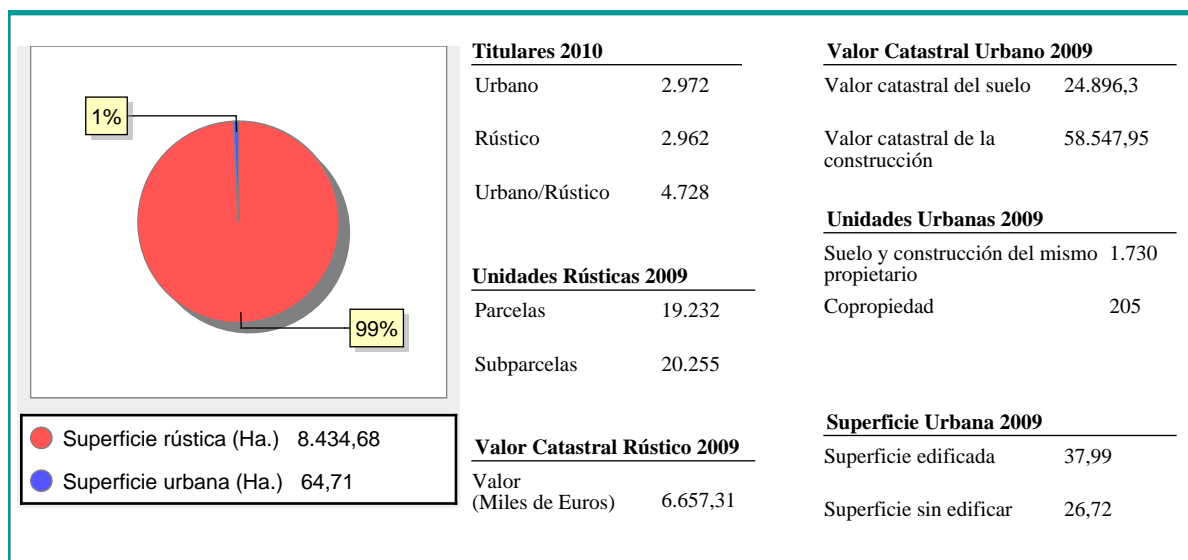 1%
99%
Superficie rústica (Ha.) 8.434,68
Superficie urbana (Ha.) 64,71
Titulares 2010
Urbano 2.972
Rústico 2.962
Urbano/Rústico 4.728
Unidades Rústicas 2009
Parcelas 19.232
Subparcelas 20.255
Valor Catastral Rústico 2009
Valor
(Miles de Euros) 6.657,31
Valor Catastral Urbano 2009
Valor catastral del suelo 24.896,3
Valor catastral de la 58.547,95
construcción
Unidades Urbanas 2009
Suelo y construcción del mismo 1.730
propietario
Copropiedad 205
Superficie Urbana 2009
Superficie edificada 37,99
Superficie sin edificar 26,72